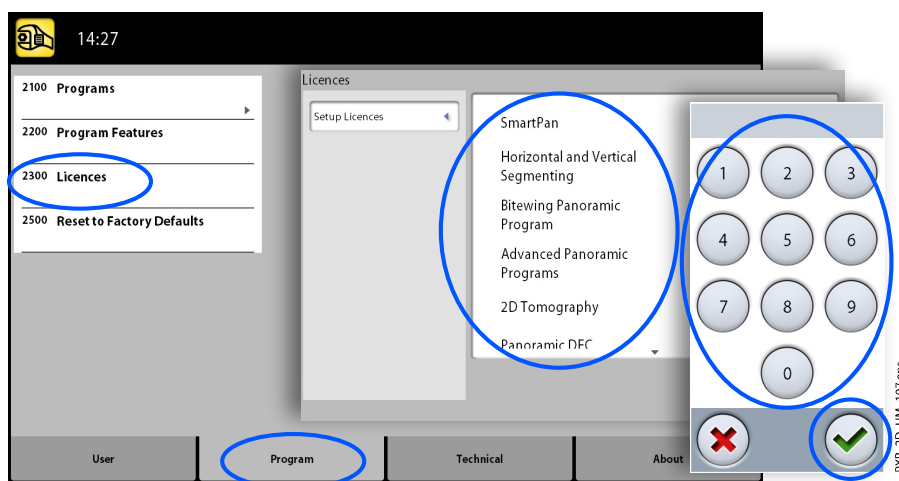 14:27
2100 Programs
2200 Program Features
2300 Licences
2500 Reset to Factory Defaults
Licences
Setup Licences
SmartPan
Horizontal and Vertical
Segmenting
Bitewing Panoramic
Program
Advanced Panoramic
Programs
2D Tomography
Panoramic DEC
1 2 3
4 5 6
7 8 9
0
User Program Technical About